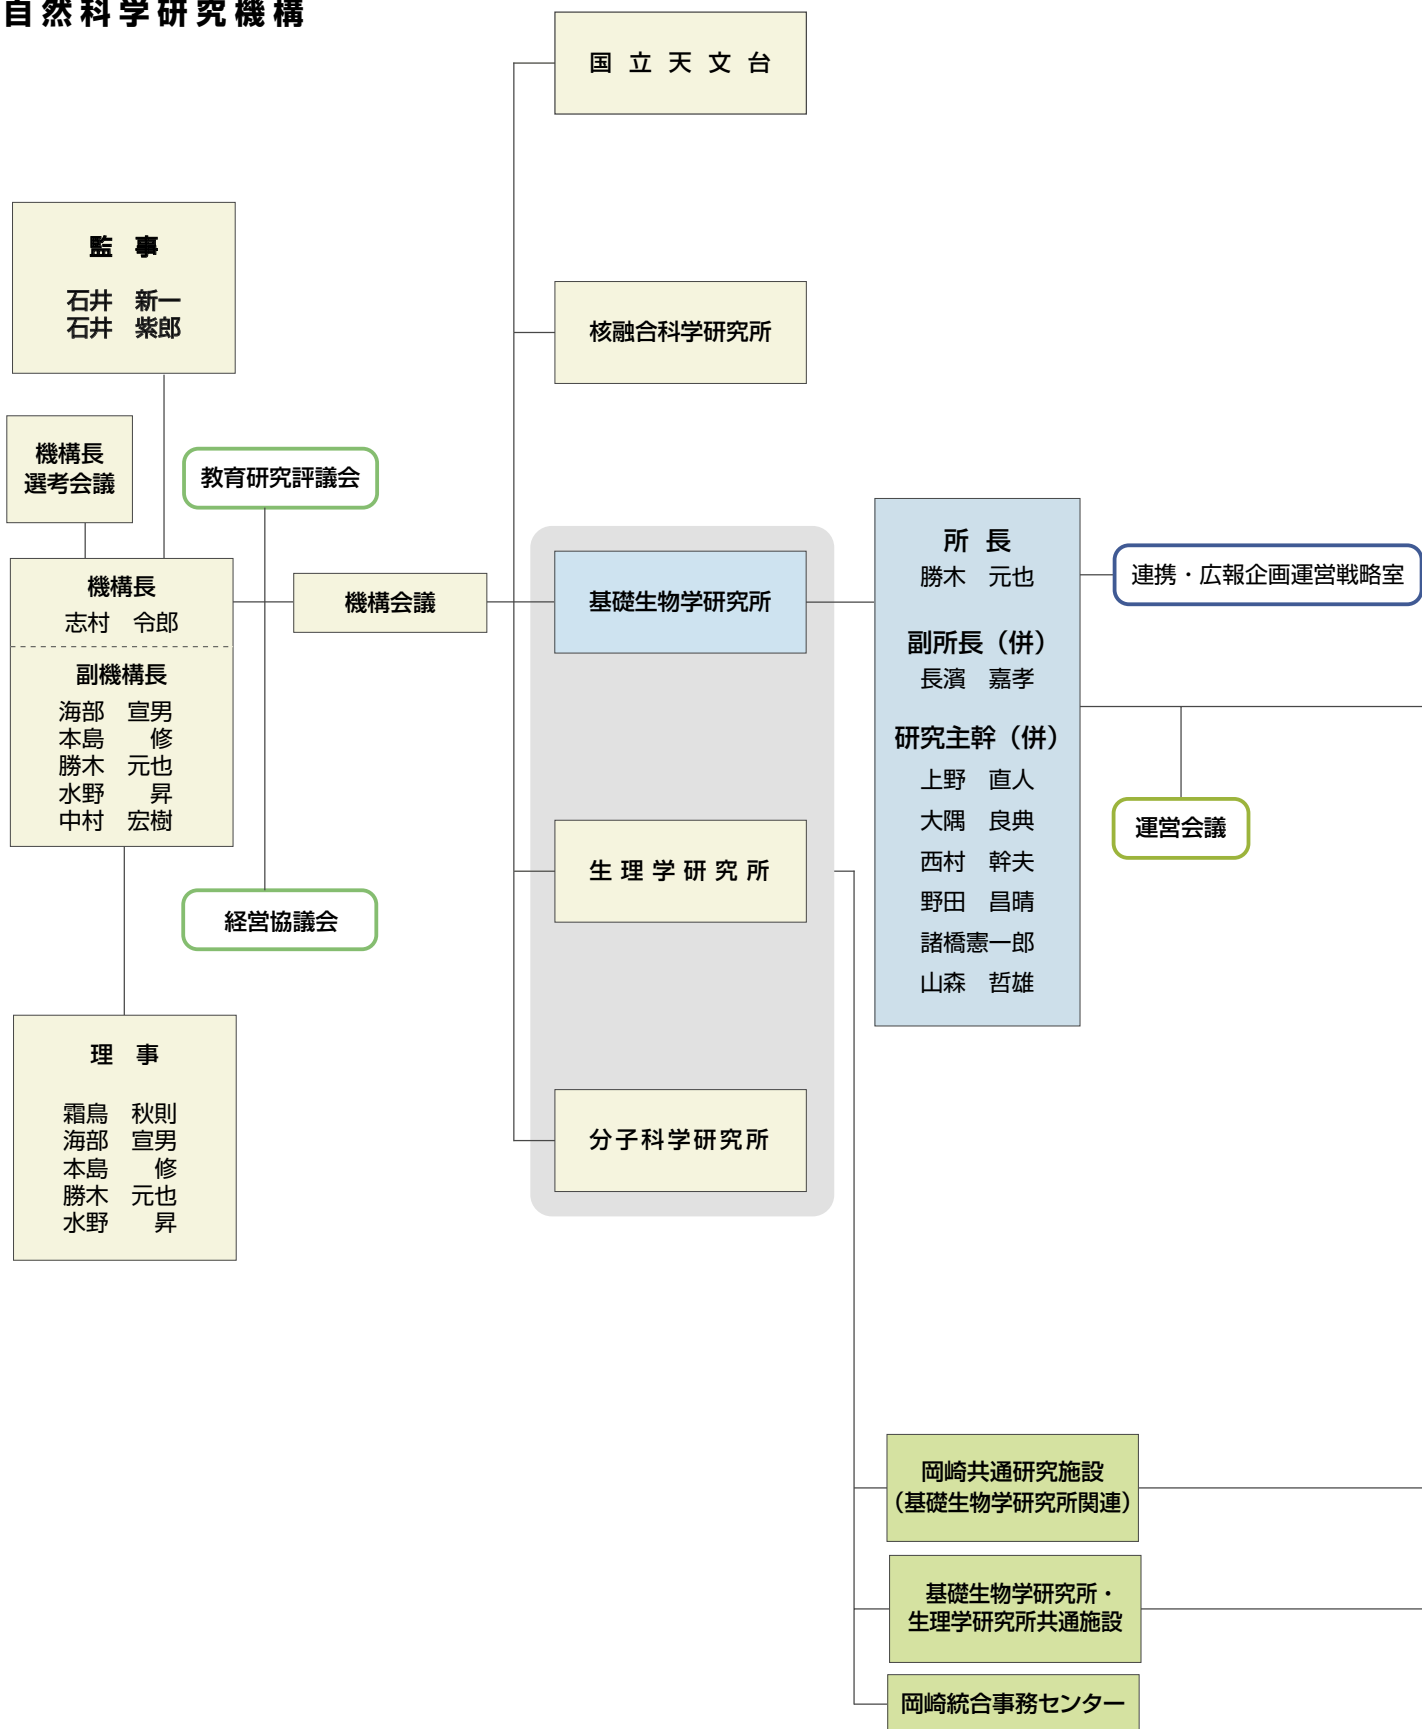 自然科学研究機構
国立天文台
監　事
石井　新一
石井　紫郎
核融合科学研究所
機構長
選考会議
教育研究評議会
機構長
志村　令郎
副機構長
海部　宣男
本島　　修
勝木　元也
水野　　昇
中村　宏樹
機構会議
経営協議会
理　事
霜鳥　秋則
海部　宣男
本島　　修
勝木　元也
水野　　昇
基礎生物学研究所
生理学研究所
分子科学研究所
所　長
勝木　元也
副所長（併）
長濱　嘉孝
研究主幹（併）
上野　直人
大隅　良典
西村　幹夫
野田　昌晴
諸橋憲一郎
山森　哲雄
連携・広報企画運営戦略室
運営会議
岡崎共通研究施設
（基礎生物学研究所関連）
基礎生物学研究所・
生理学研究所共通施設
岡崎統合事務センター